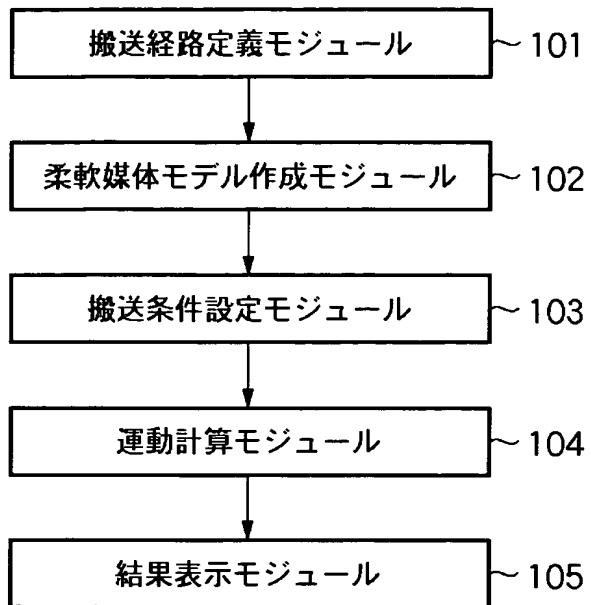 搬送経路定義モジュール ~101
柔軟媒体モデル作成モジュール ~102
搬送条件設定モジュール ~103
運動計算モジュール ~104
結果表示モジュール ~105